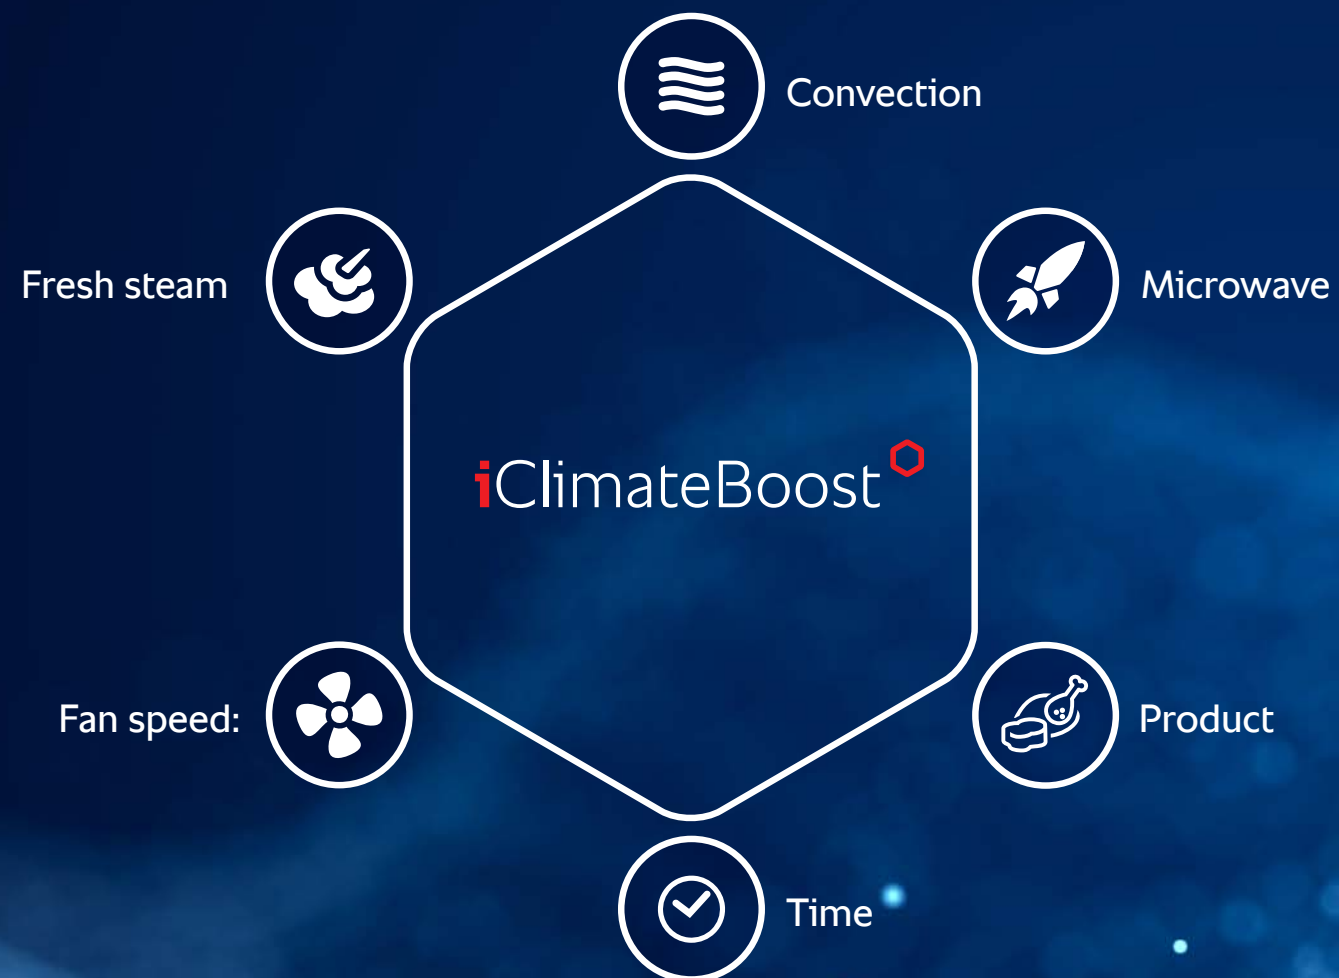 Convection
Fresh steam
Microwave
iClimateBoost
Fan speed:
Product
Time